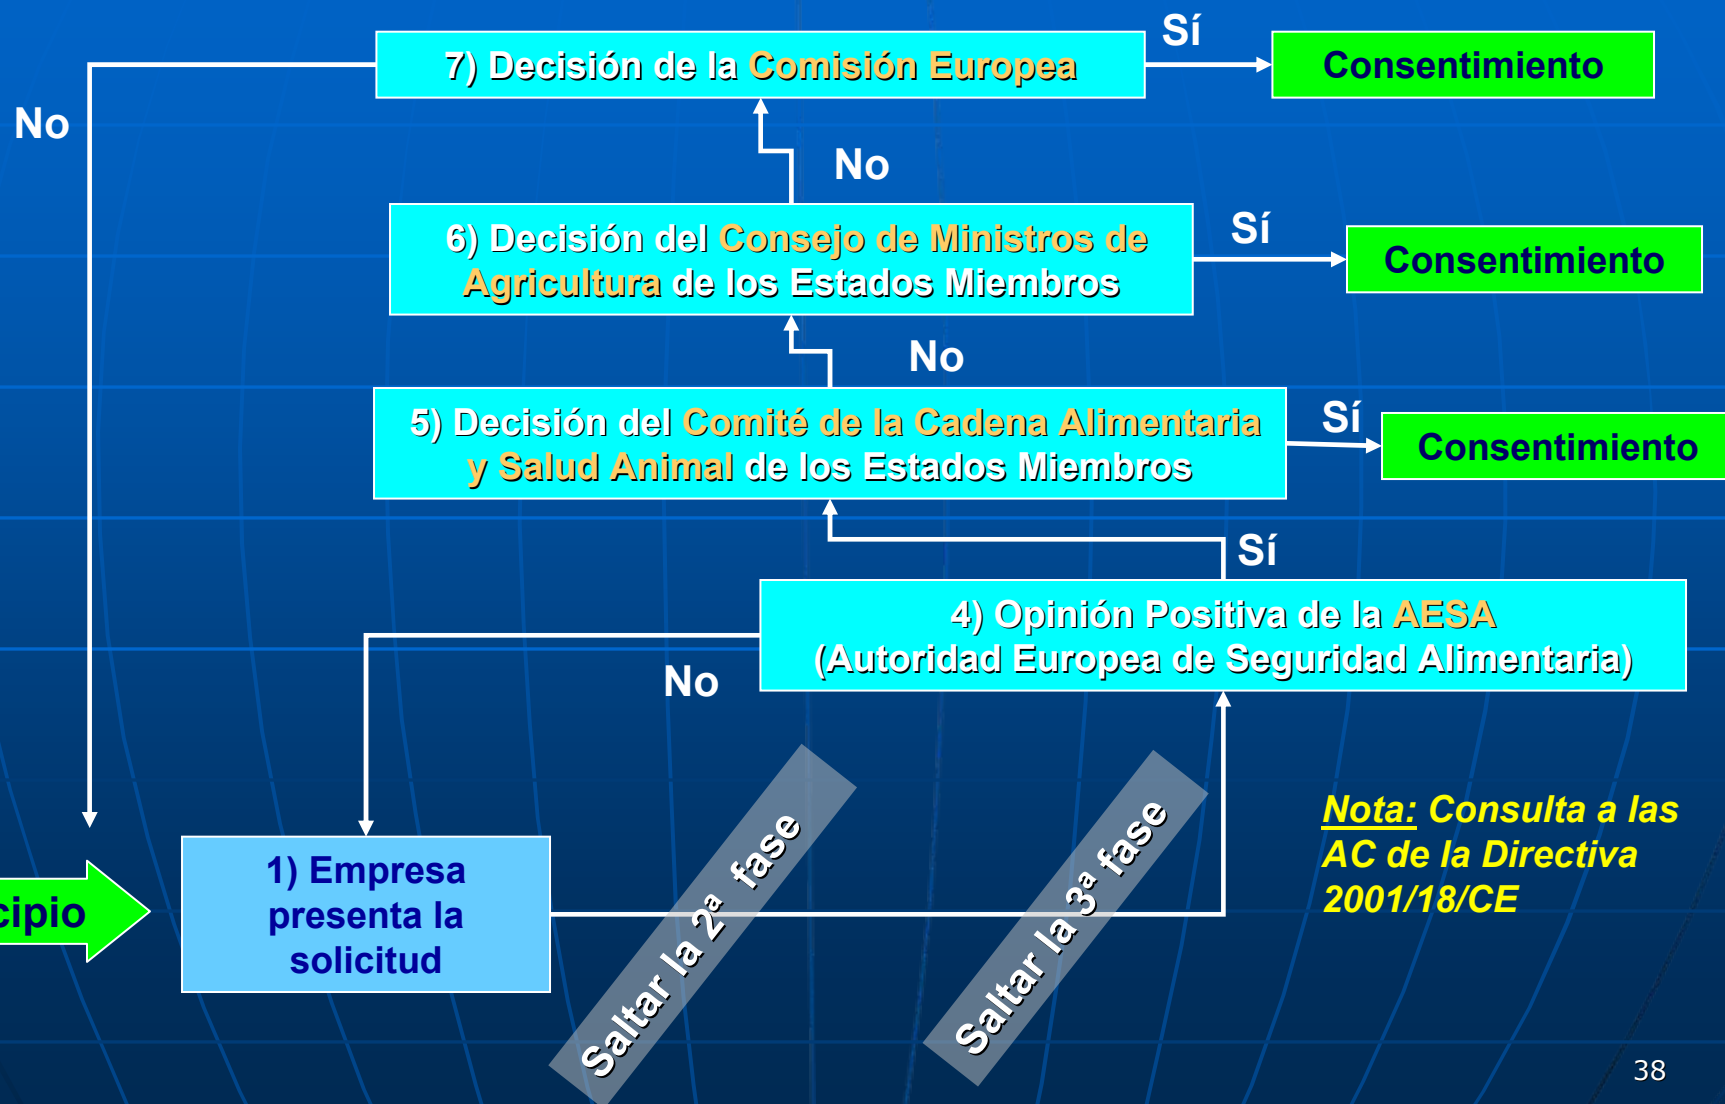 Sí
7) Decisión de la Comisión Europea
Consentimiento
No
No
6) Decisión del Consejo de Ministros de
Agricultura de los Estados Miembros
Sí
Consentimiento
No
5) Decisión del Comité de la Cadena Alimentaria
y Salud Animal de los Estados Miembros
Sí
Consentimiento
Sí
4) Opinión Positiva de la AESA
(Autoridad Europea de Seguridad Alimentaria)
No
Saltar la 2ª fase
Saltar la 3ª fase
Nota: Consulta a las
AC de la Directiva
2001/18/CE
cipio
1) Empresa
presenta la
solicitud
38